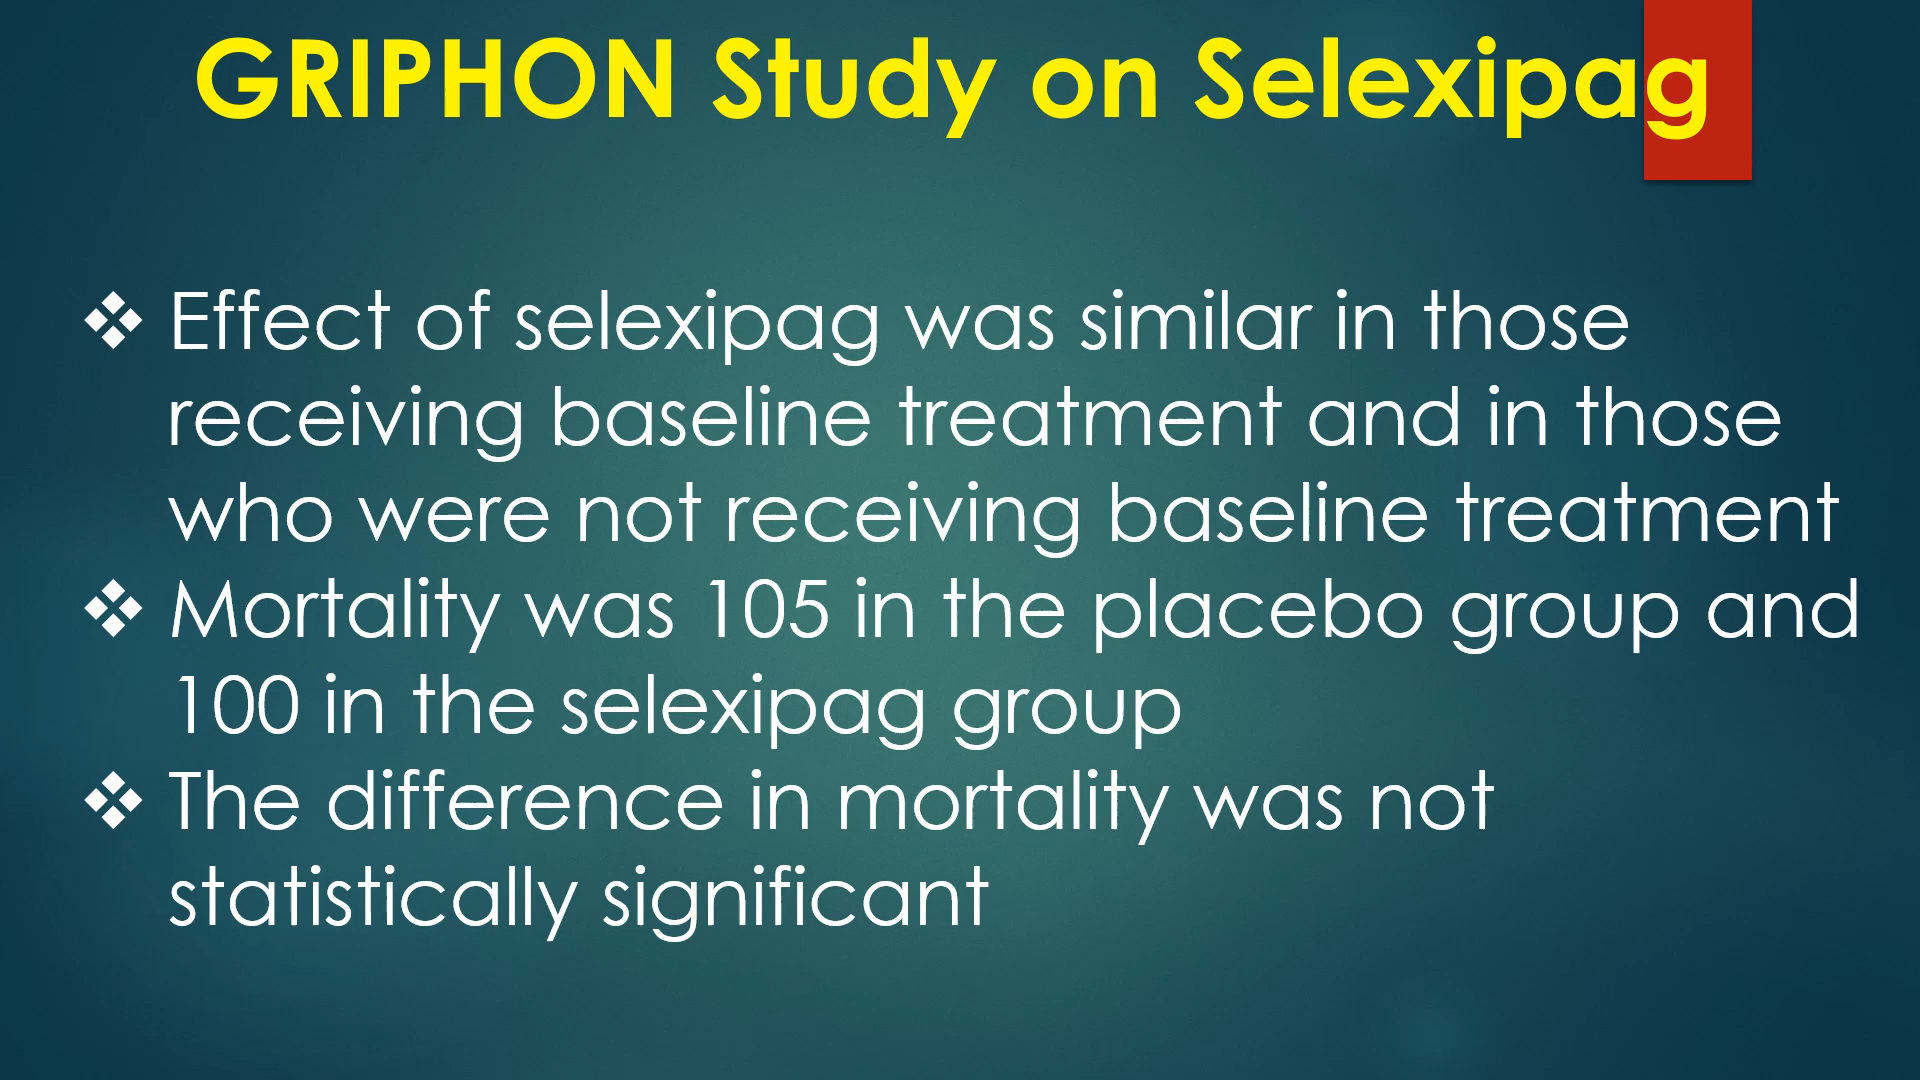 GRIPHON Study on Selexipag
❖ Effect of selexipag was similar in those
receiving baseline treatment and in those
who were not receiving baseline treatment
❖ Mortality was 105 in the placebo group and
100 in the selexipag group
❖ The difference in mortality was not
statistically significant